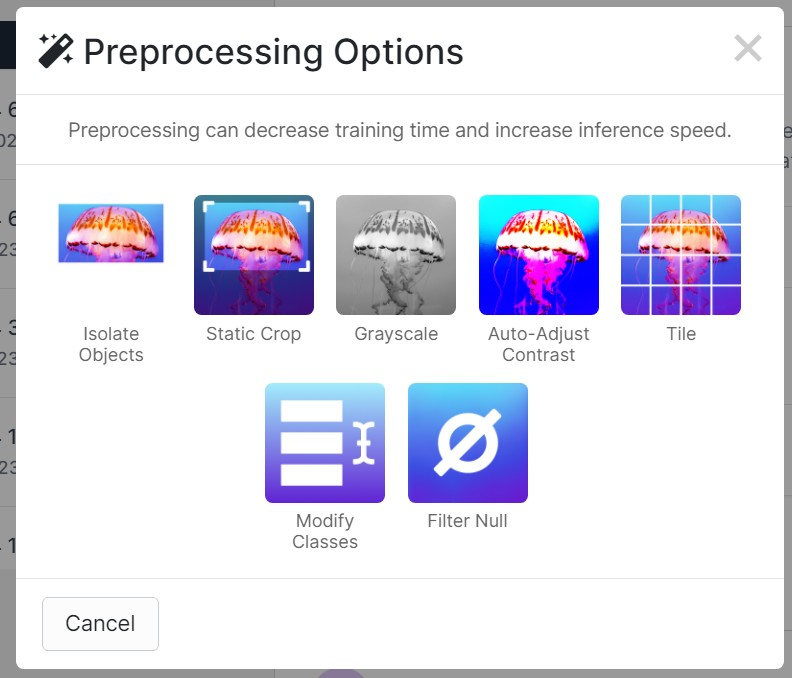 Preprocessing Options
Preprocessing can decrease training time and increase inference speed.
Isolate
Objects
Static Crop
Grayscale
Auto-Adjust
Contrast
Tile
Modify
Classes
Filter Null
Cancel